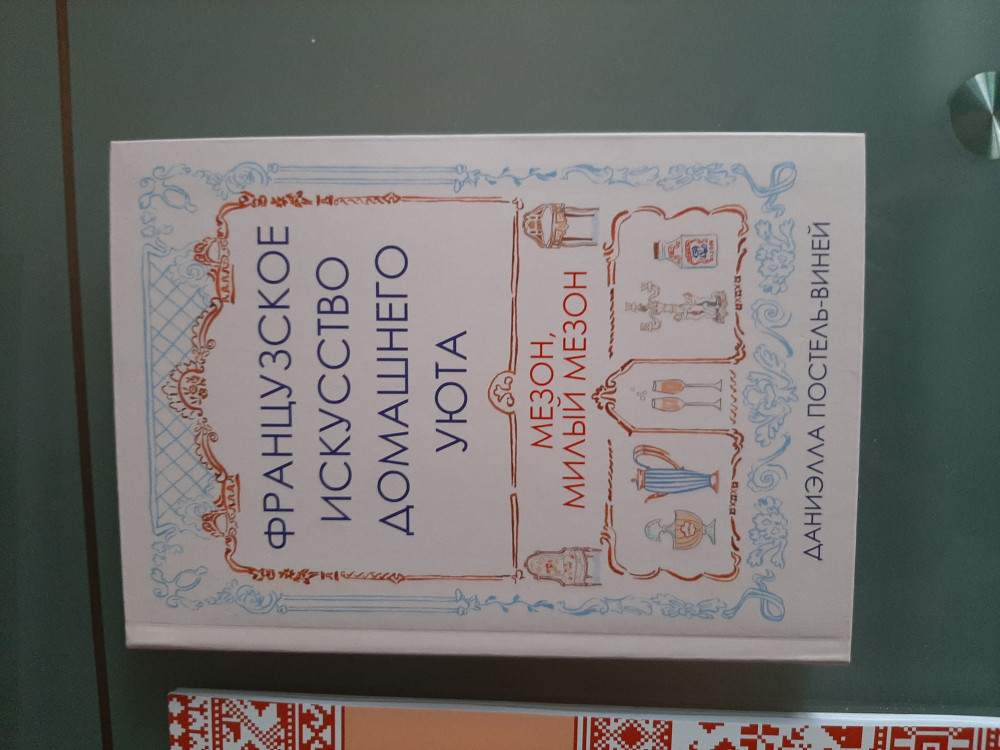 ФРАНЦУЗСКОЕ
ИСКУССТВО
ДОМАШНЕГО
УЮТА
МЕЗОН,
МИЛЫЙ МЕЗОН
ДАНИЭЛЛА ПОСТЕЛЬ-ВИНЕЙ